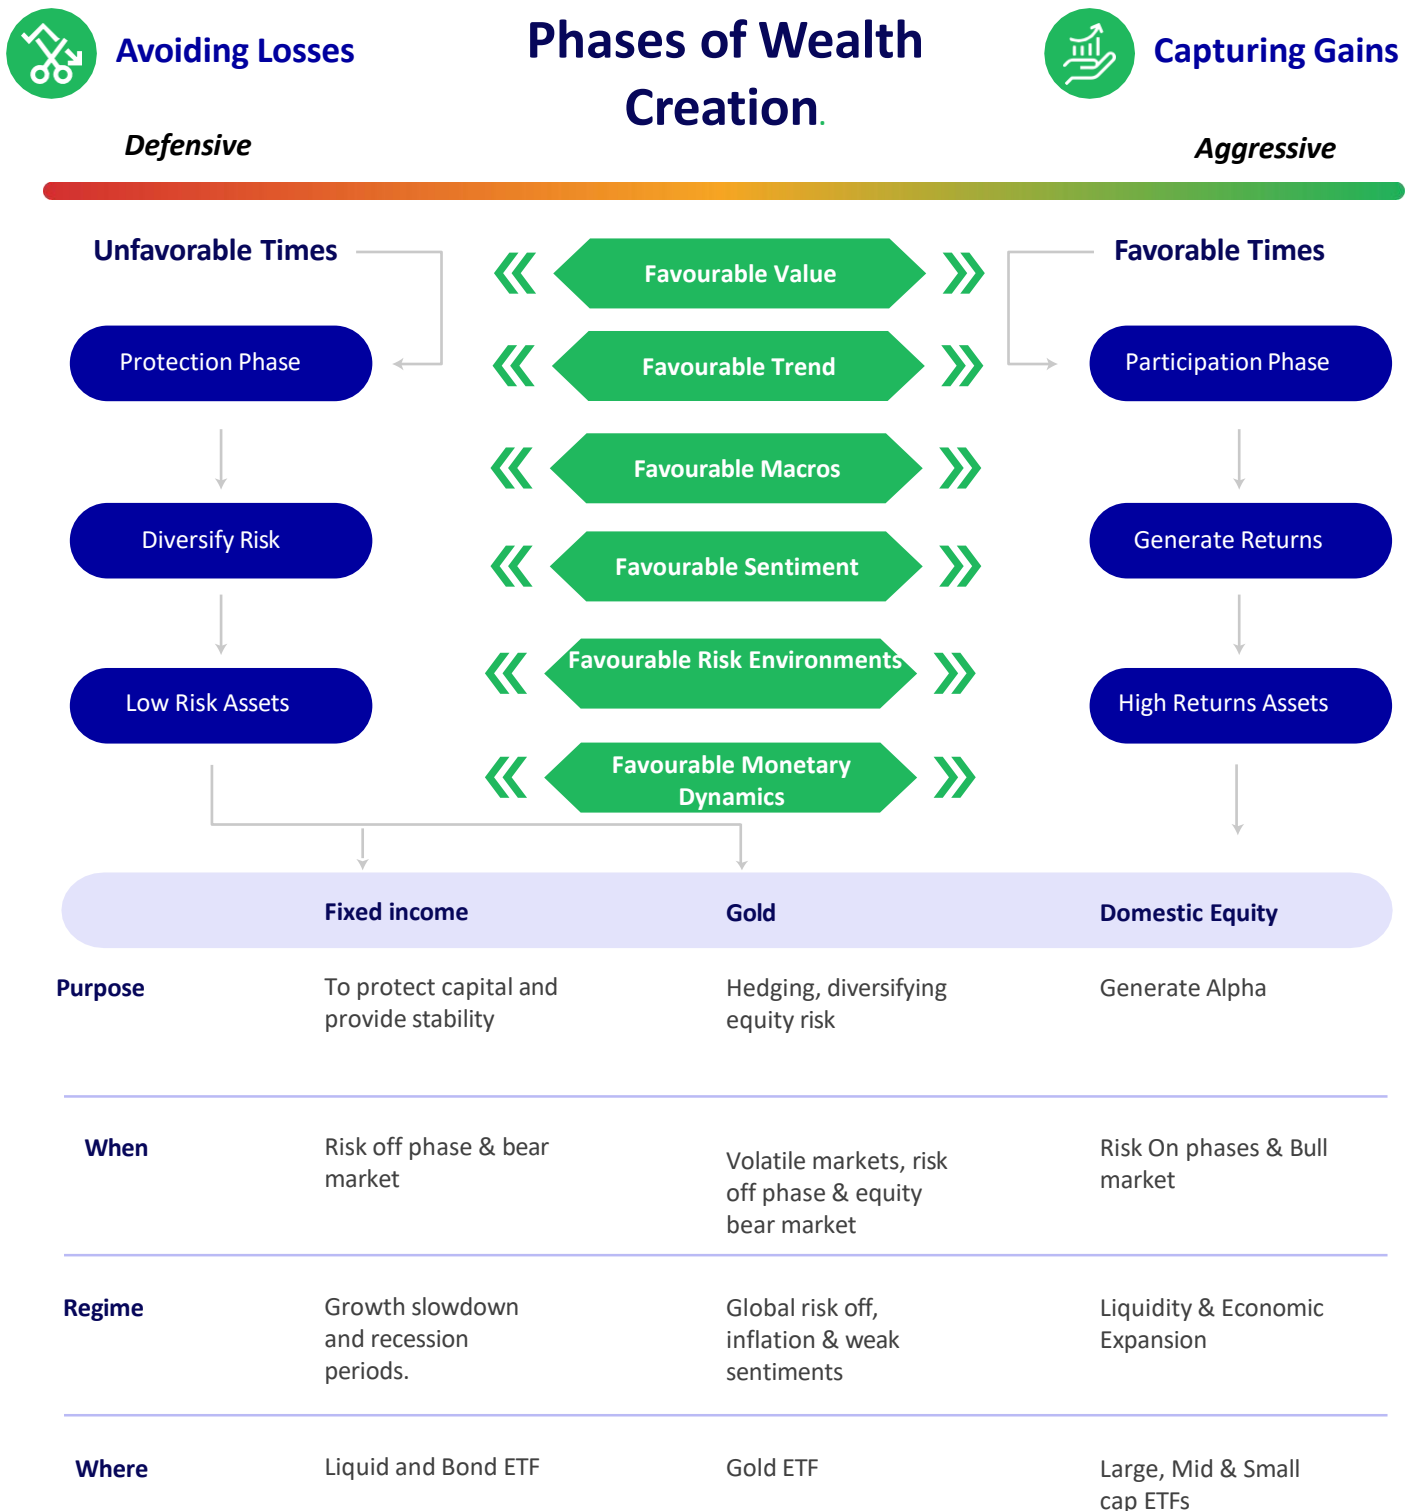 Avoiding Losses
Phases of Wealth
Creation.
Capturing Gains
Defensive
Aggressive
Unfavorable Times
Favorable Times
Favourable Value
Protection Phase
Favourable Trend
Participation Phase
Favourable Macros
Diversify Risk
Generate Returns
Favourable Sentiment
Favourable Risk Environments
Low Risk Assets
High Returns Assets
Favourable Monetary
Dynamics
Fixed income
Gold
Domestic Equity
Purpose
To protect capital and
provide stability
Hedging, diversifying
equity risk
Generate Alpha
When
Risk off phase & bear
market
Volatile markets, risk
off phase & equity
bear market
Risk On phases & Bull
market
Regime
Growth slowdown
and recession
periods.
Global risk off,
inflation & weak
sentiments
Liquidity & Economic
Expansion
Where
Liquid and Bond ETF
Gold ETF
Large, Mid & Small
cap ETFs